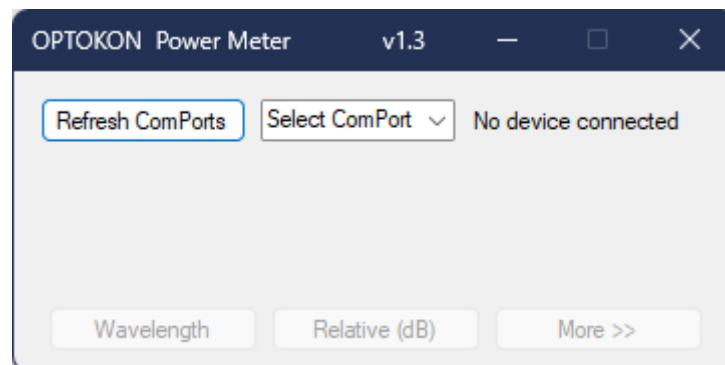 OPTOKON  Power Meter v1.3
Refresh ComPorts Select ComPort No device connected
Wavelength Relative (dB) More >>